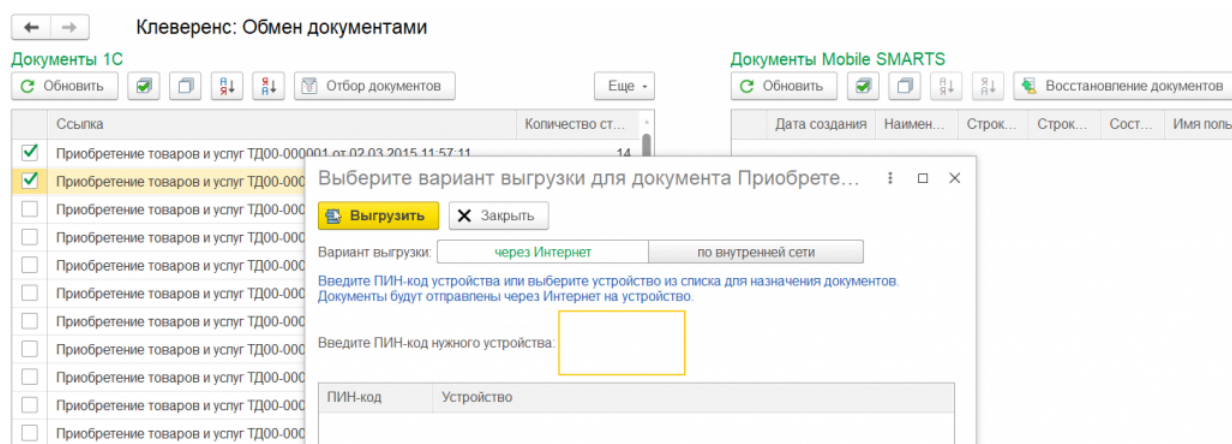 Клеверенс: Обмен документами
Документы 1С
Обновить Отбор документов Еще
Ссылка Количество ст...
Приобретение товаров и услуг ТД00-000001 от 02.03.2015 11:57:11 14
Приобретение товаров и услуг ТД00-000
Приобретение товаров и услуг ТД00-000
Приобретение товаров и услуг ТД00-000
Приобретение товаров и услуг ТД00-000
Приобретение товаров и услуг ТД00-000
Приобретение товаров и услуг ТД00-000
Приобретение товаров и услуг ТД00-000
Приобретение товаров и услуг ТД00-000
Приобретение товаров и услуг ТД00-000
Приобретение товаров и услуг ТД00-000
Документы Mobile SMARTS
Обновить Восстановление документов
Дата создания Наимен... Строк... Строк... Сост... Имя поль
Выберите вариант выгрузки для документа Приобрете...
Выгрузить Закрыть
Вариант выгрузки: через Интернет по внутренней сети
Введите ПИН-код устройства или выберите устройство из списка для назначения документов.
Документы будут отправлены через Интернет на устройство.
Введите ПИН-код нужного устройства:
ПИН-код Устройство